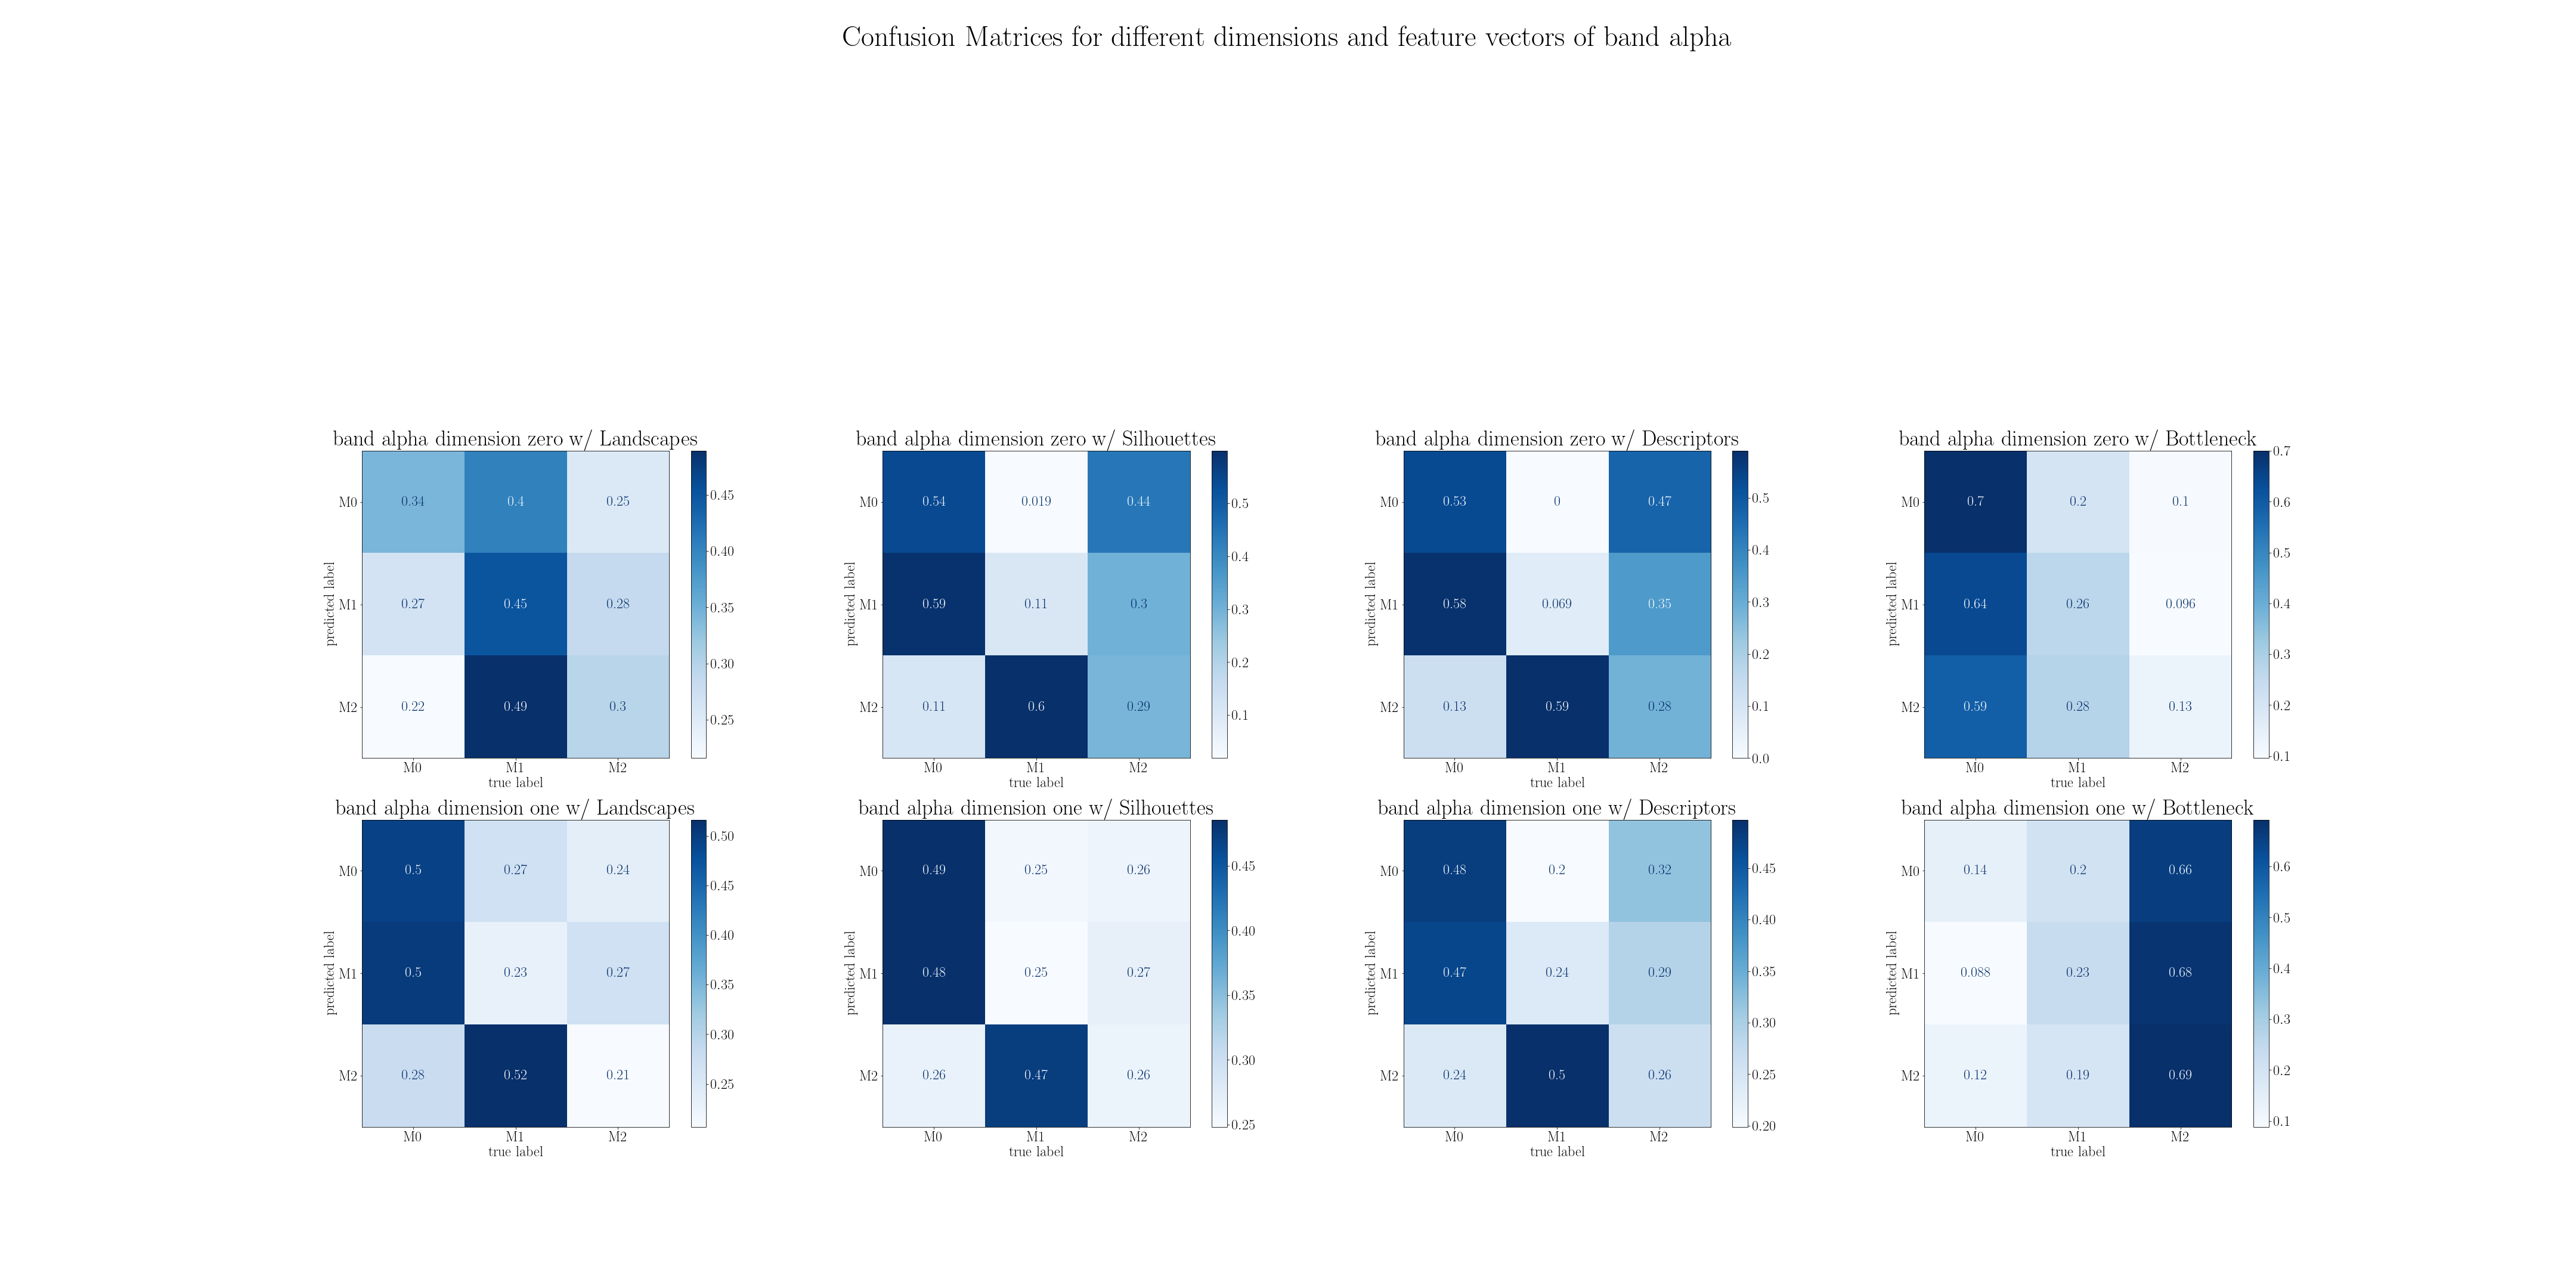 Confusion Matrices for different dimensions and feature vectors of band alpha
band alpha dimension zero w/ Landscapes
predicted label
M0
0.34 0.4 0.25
M1
0.27 0.45 0.28
M2
0.22 0.49 0.3
M0 M1 M2
true label
0.45
0.40
0.35
0.30
0.25
band alpha dimension zero w/ Silhouettes
predicted label
M0
0.54 0.019 0.44
M1
0.59 0.11 0.3
M2
0.11 0.6 0.29
M0 M1 M2
true label
0.5
0.4
0.3
0.2
0.1
band alpha dimension zero w/ Descriptors
predicted label
M0
0.53 0 0.47
M1
0.58 0.069 0.35
M2
0.13 0.59 0.28
M0 M1 M2
true label
0.5
0.4
0.3
0.2
0.1
0.0
band alpha dimension zero w/ Bottleneck
predicted label
M0
0.7 0.2 0.1
M1
0.64 0.26 0.096
M2
0.59 0.28 0.13
M0 M1 M2
true label
0.7
0.6
0.5
0.4
0.3
0.2
0.1
band alpha dimension one w/ Landscapes
predicted label
M0
0.5 0.27 0.24
M1
0.5 0.23 0.27
M2
0.28 0.52 0.21
M0 M1 M2
true label
0.50
0.45
0.40
0.35
0.30
0.25
band alpha dimension one w/ Silhouettes
predicted label
M0
0.49 0.25 0.26
M1
0.48 0.25 0.27
M2
0.26 0.47 0.26
M0 M1 M2
true label
0.45
0.40
0.35
0.30
0.25
band alpha dimension one w/ Descriptors
predicted label
M0
0.48 0.2 0.32
M1
0.47 0.24 0.29
M2
0.24 0.5 0.26
M0 M1 M2
true label
0.45
0.40
0.35
0.30
0.25
0.20
band alpha dimension one w/ Bottleneck
predicted label
M0
0.14 0.2 0.66
M1
0.088 0.23 0.68
M2
0.12 0.19 0.69
M0 M1 M2
true label
0.6
0.5
0.4
0.3
0.2
0.1